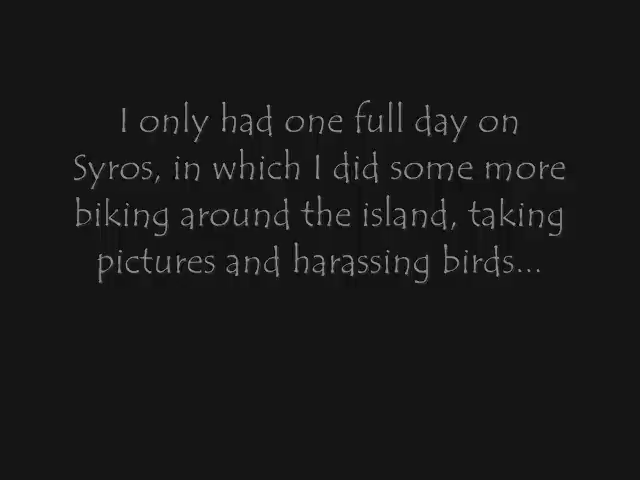 I only had one full day on
Syros, in which I did some more
biking around the island, taking
pictures and harassing birds...